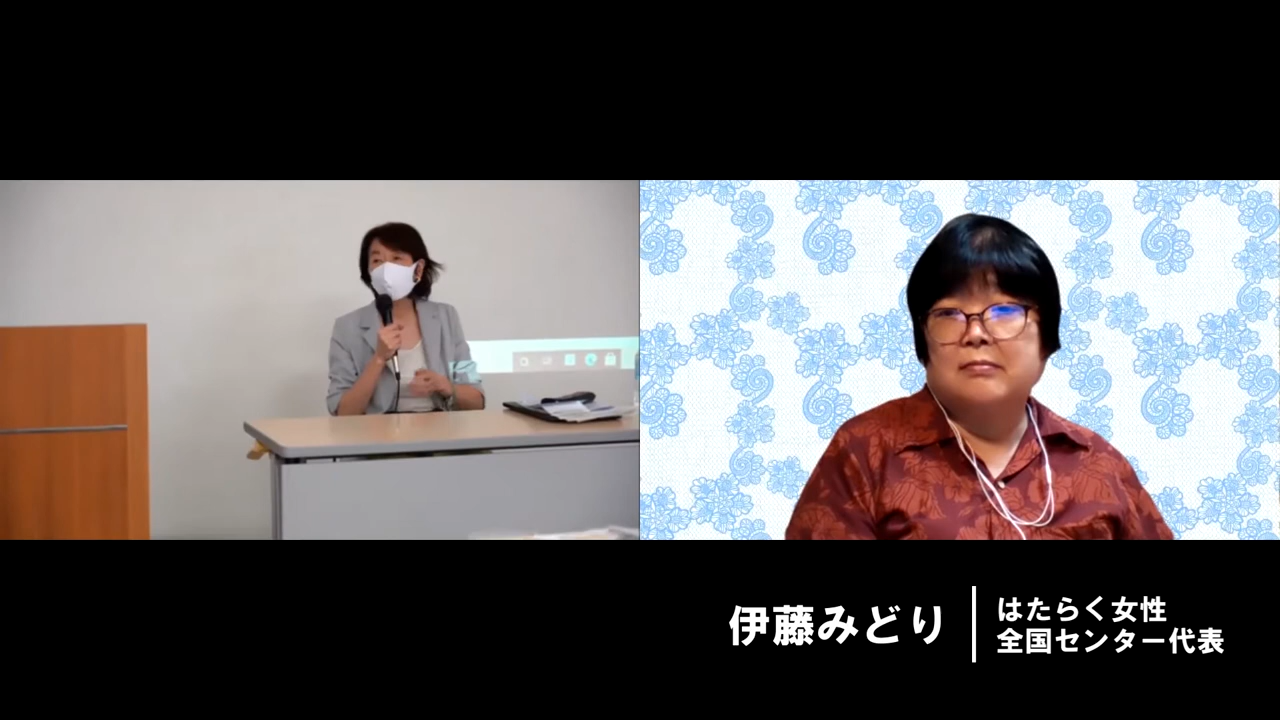 伊藤みどり
はたらく女性
全国センター代表